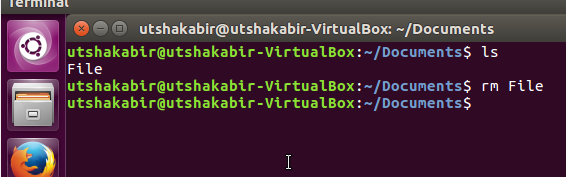 Terminal
utshakabir@utshakabir-VirtualBox: ~/Documents
utshakabir@utshakabir-VirtualBox:~/Documents$ ls
File
utshakabir@utshakabir-VirtualBox:~/Documents$ rm File
utshakabir@utshakabir-VirtualBox:~/Documents$